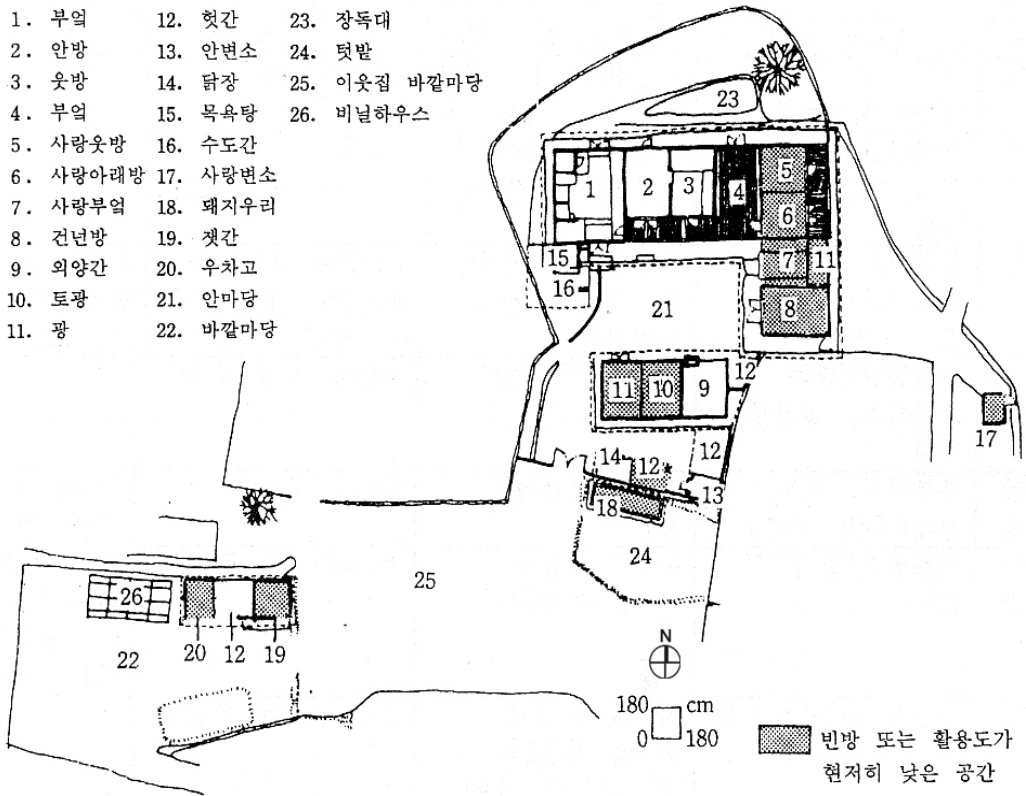 1. 부엌
2. 안방
3. 웃방
4. 부엌
5. 사랑웃방
6. 사랑아래방
7. 사랑부엌
8. 건넌방
9. 외양간
10. 토광
11. 광
12. 헛간
13. 안변소
14. 닭장
15. 목욕탕
16. 수도간
17. 사랑변소
18. 돼지우리
19. 잿간
20. 우차고
21. 안마당
22. 바깥마당
23. 장독대
24. 텃밭
25. 이웃집 바깥마당
26. 비닐하우스
23
1
2
3
4
5
6
15
7
11
16
21
8
12
11
10
9
17
14
12*
12
13
18
24
25
26
22
20
12
19
N
180 cm
0 180
빈방 또는 활용도가
현저히 낮은 공간